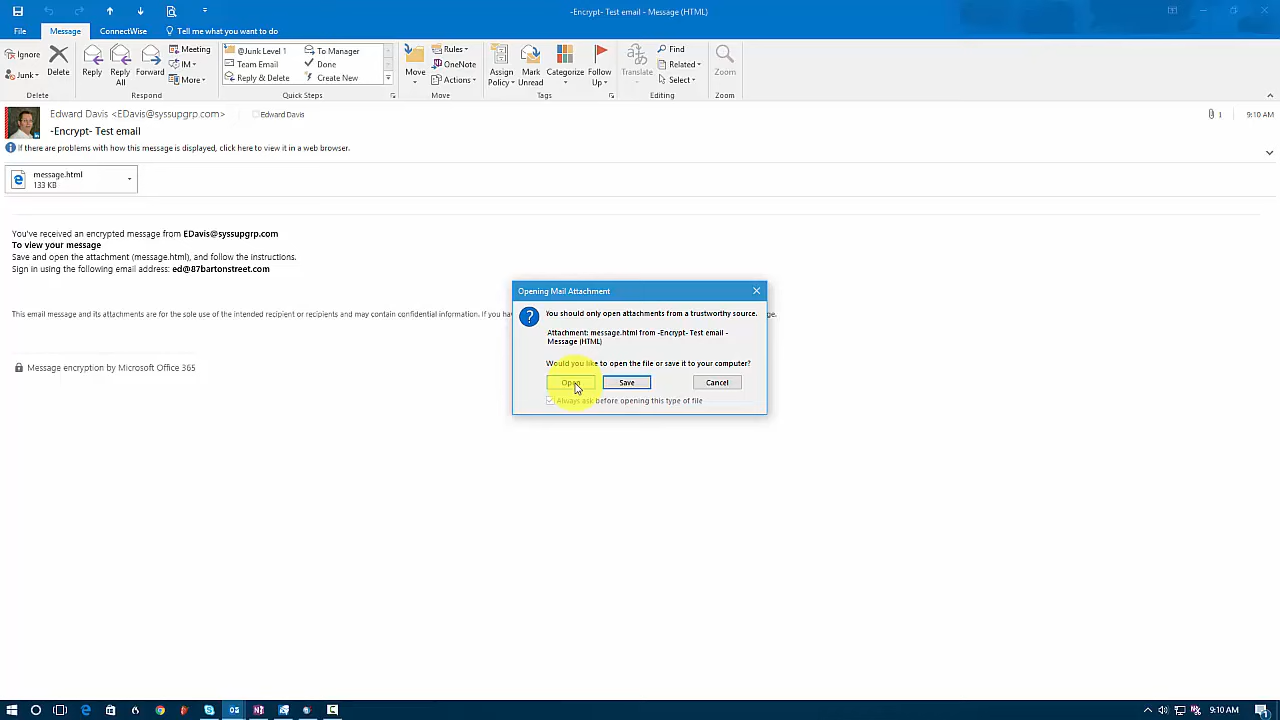 -Encrypt- Test email - Message (HTML)
File Message ConnectWise Tell me what you want to do
Ignore
Junk
Delete
Delete
Reply
Reply All
Forward
Meeting
IM
More
Respond
@Junk Level 1
Team Email
Reply & Delete
To Manager
Done
Create New
Quick Steps
Move
Rules
OneNote
Actions
Move
Assign Policy
Mark Unread
Categorize
Follow Up
Tags
Translate
Find
Related
Select
Editing
Zoom
Zoom
Edward Davis <EDavis@syssupgrp.com> Edward Davis
1 9:10 AM
-Encrypt- Test email
If there are problems with how this message is displayed, click here to view it in a web browser.
message.html
133 KB
You've received an encrypted message from EDavis@syssupgrp.com
To view your message
Save and open the attachment (message.html), and follow the instructions.
Sign in using the following email address: ed@87bartonstreet.com
This email message and its attachments are for the sole use of the intended recipient or recipients and may contain confidential information. If you have
Message encryption by Microsoft Office 365
Opening Mail Attachment
You should only open attachments from a trustworthy source.
Attachment: message.html from -Encrypt- Test email -
Message (HTML)
Would you like to open the file or save it to your computer?
Open Save Cancel
Always ask before opening this type of file
9:10 AM